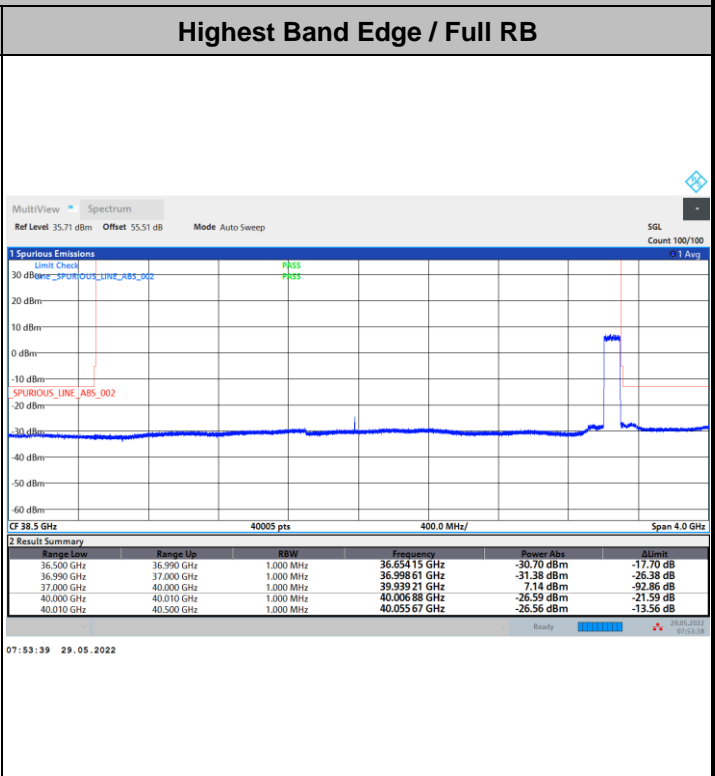 Highest Band Edge / Full RB
MultiView Spectrum
Ref Level 35.71 dBm Offset 55.51 dB Mode Auto Sweep SGL
Count 100/100
1 Spurious Emissions 1 Avg
Limit Check PASS
30 dBm Line _SPURIOUS_LINE_ABS_002 PASS
20 dBm
10 dBm
0 dBm
-10 dBm
_SPURIOUS_LINE_ABS_002
-20 dBm
-30 dBm
-40 dBm
-50 dBm
-60 dBm
CF 38.5 GHz 40005 pts 400.0 MHz/ Span 4.0 GHz
2 Result Summary
Range Low Range Up RBW Frequency Power Abs ΔLimit
36.500 GHz 36.990 GHz 1.000 MHz 36.654 15 GHz -30.70 dBm -17.70 dB
36.990 GHz 37.000 GHz 1.000 MHz 36.998 61 GHz -31.38 dBm -26.38 dB
37.000 GHz 40.000 GHz 1.000 MHz 39.939 21 GHz 7.14 dBm -92.86 dB
40.000 GHz 40.010 GHz 1.000 MHz 40.006 88 GHz -26.59 dBm -21.59 dB
40.010 GHz 40.500 GHz 1.000 MHz 40.055 67 GHz -26.56 dBm -13.56 dB
Ready 29.05.2022
07:53:38
07:53:39 29.05.2022